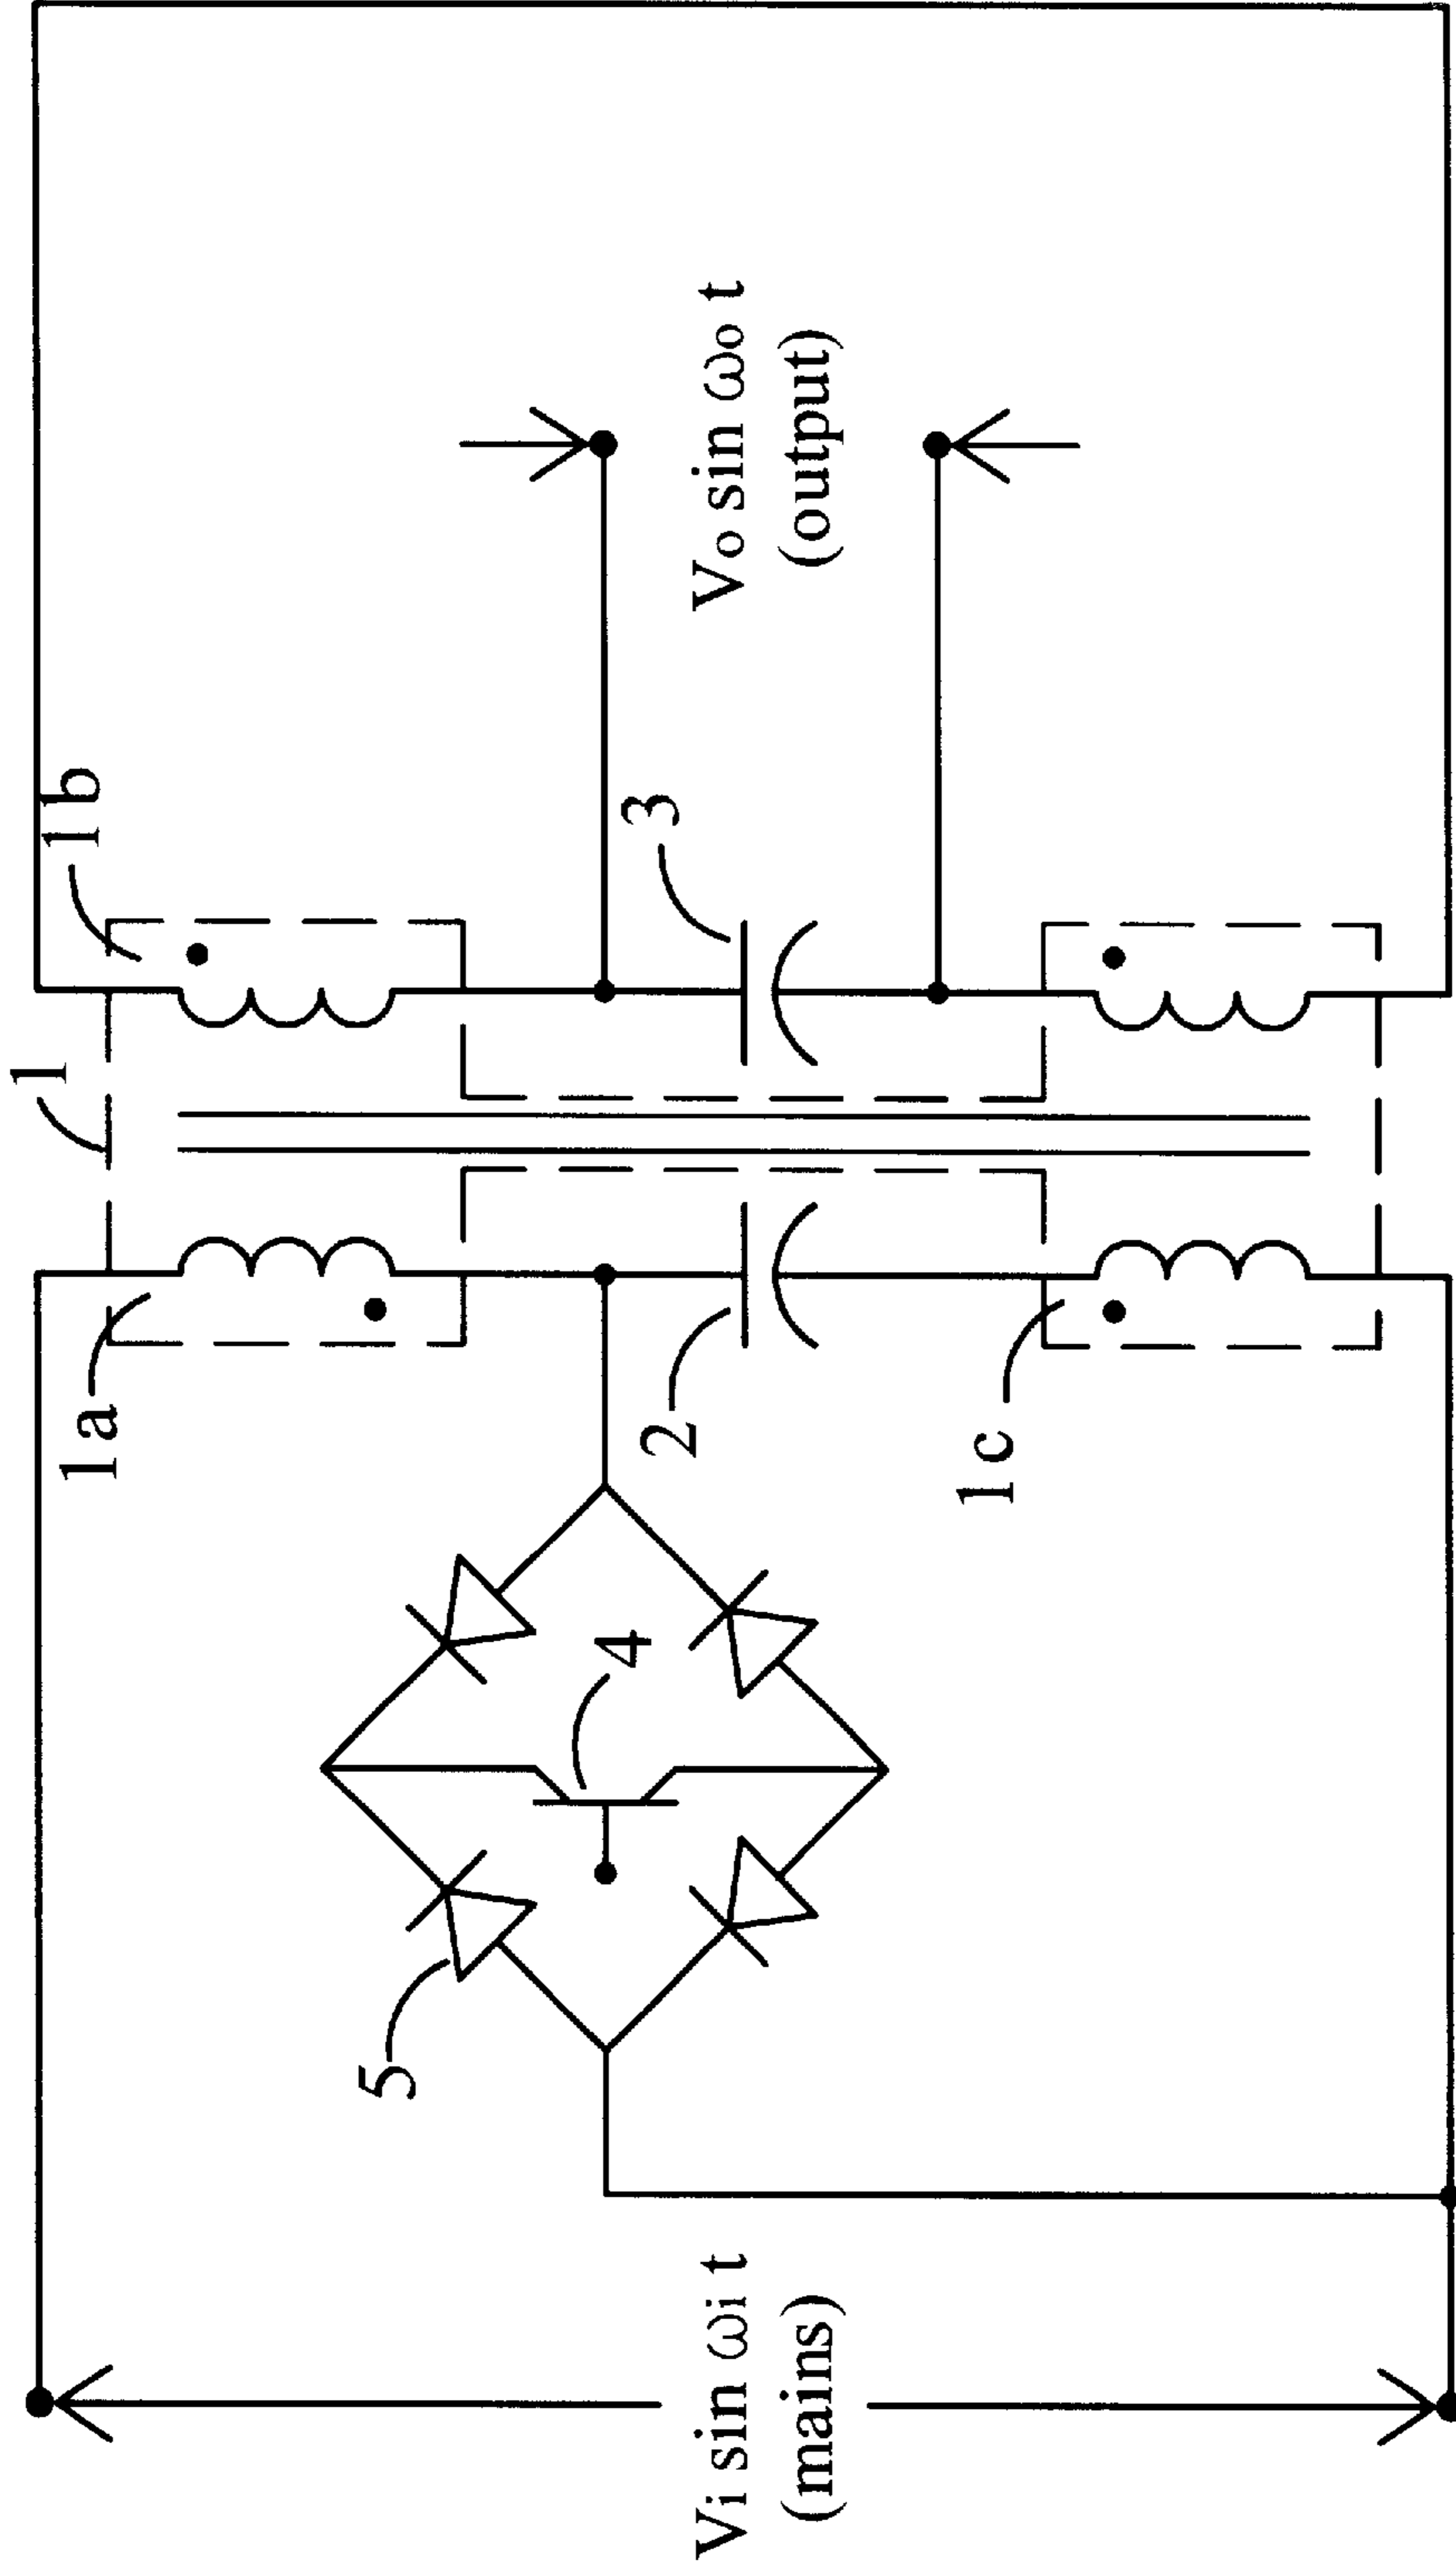 1
1b
1a
3
2
1c
4
5
Vo sin ωo t
(output)
Vi sin ωi t
(mains)